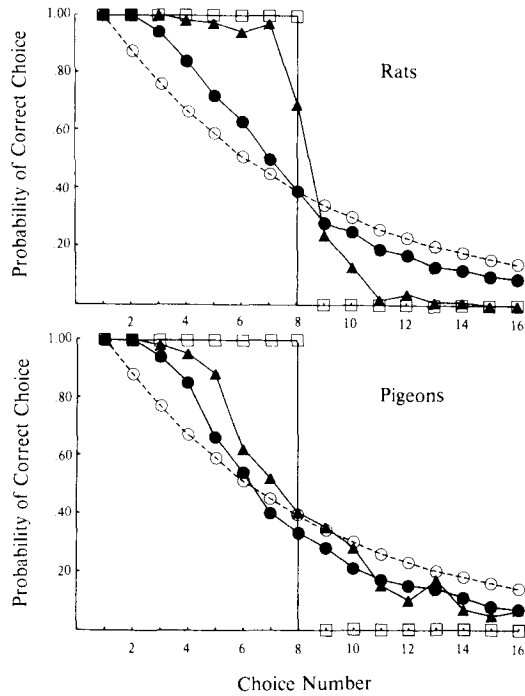 1.00
.80
.60
.40
.20
Probability of Correct Choice
Rats
2 4 6 8 10 12 14 16
1.00
.80
.60
.40
.20
Probability of Correct Choice
Pigeons
2 4 6 8 10 12 14 16
Choice Number